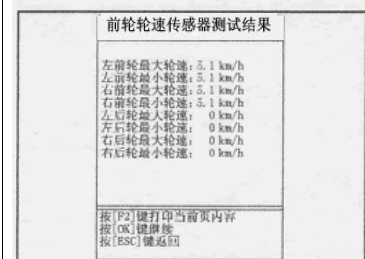 前轮轮速传感器测试结果
左前轮最大轮速:5.1 km/h
左前轮最小轮速:5.1 km/h
右前轮最大轮速:5.1 km/h
右前轮最小轮速:5.1 km/h
左后轮最大轮速: 0 km/h
左后轮最小轮速: 0 km/h
右后轮最大轮速: 0 km/h
右后轮最小轮速: 0 km/h
按[F2]键打印当前页内容
按[OK]键继续
按[ESC]键返回